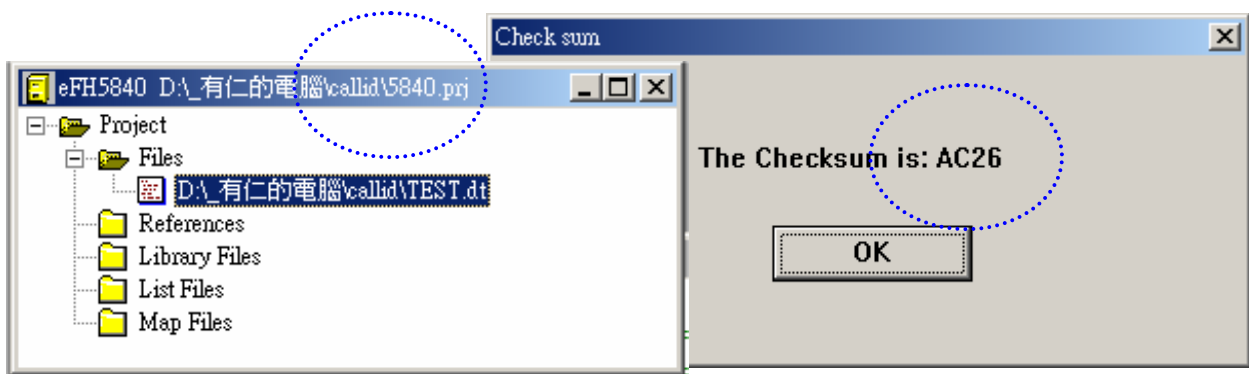 Check sum
eFH5840 D:\_有仁的電腦\callid\5840.prj
Project
Files
D:\_有仁的電腦\callid\TEST.dt
References
Library Files
List Files
Map Files
The Checksum is: AC26
OK